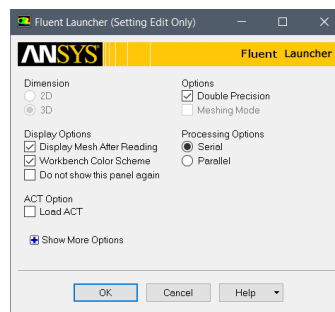 Fluent Launcher (Setting Edit Only)
ANSYS
Fluent Launcher
Dimension
2D
3D
Options
Double Precision
Meshing Mode
Display Options
Display Mesh After Reading
Workbench Color Scheme
Do not show this panel again
Processing Options
Serial
Parallel
ACT Option
Load ACT
Show More Options
OK
Cancel
Help